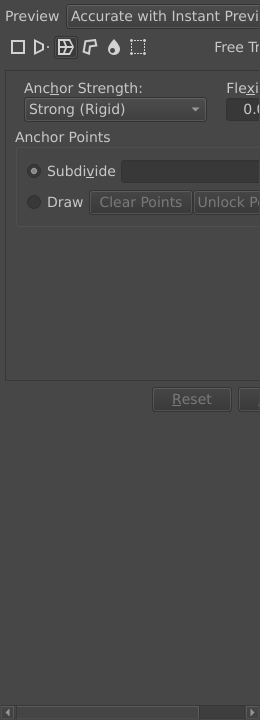 Preview Accurate with Instant Previ
Free Tr
Anchor Strength: Flexi
Strong (Rigid) 0.0
Anchor Points
Subdivide
Draw Clear Points Unlock Po
Reset